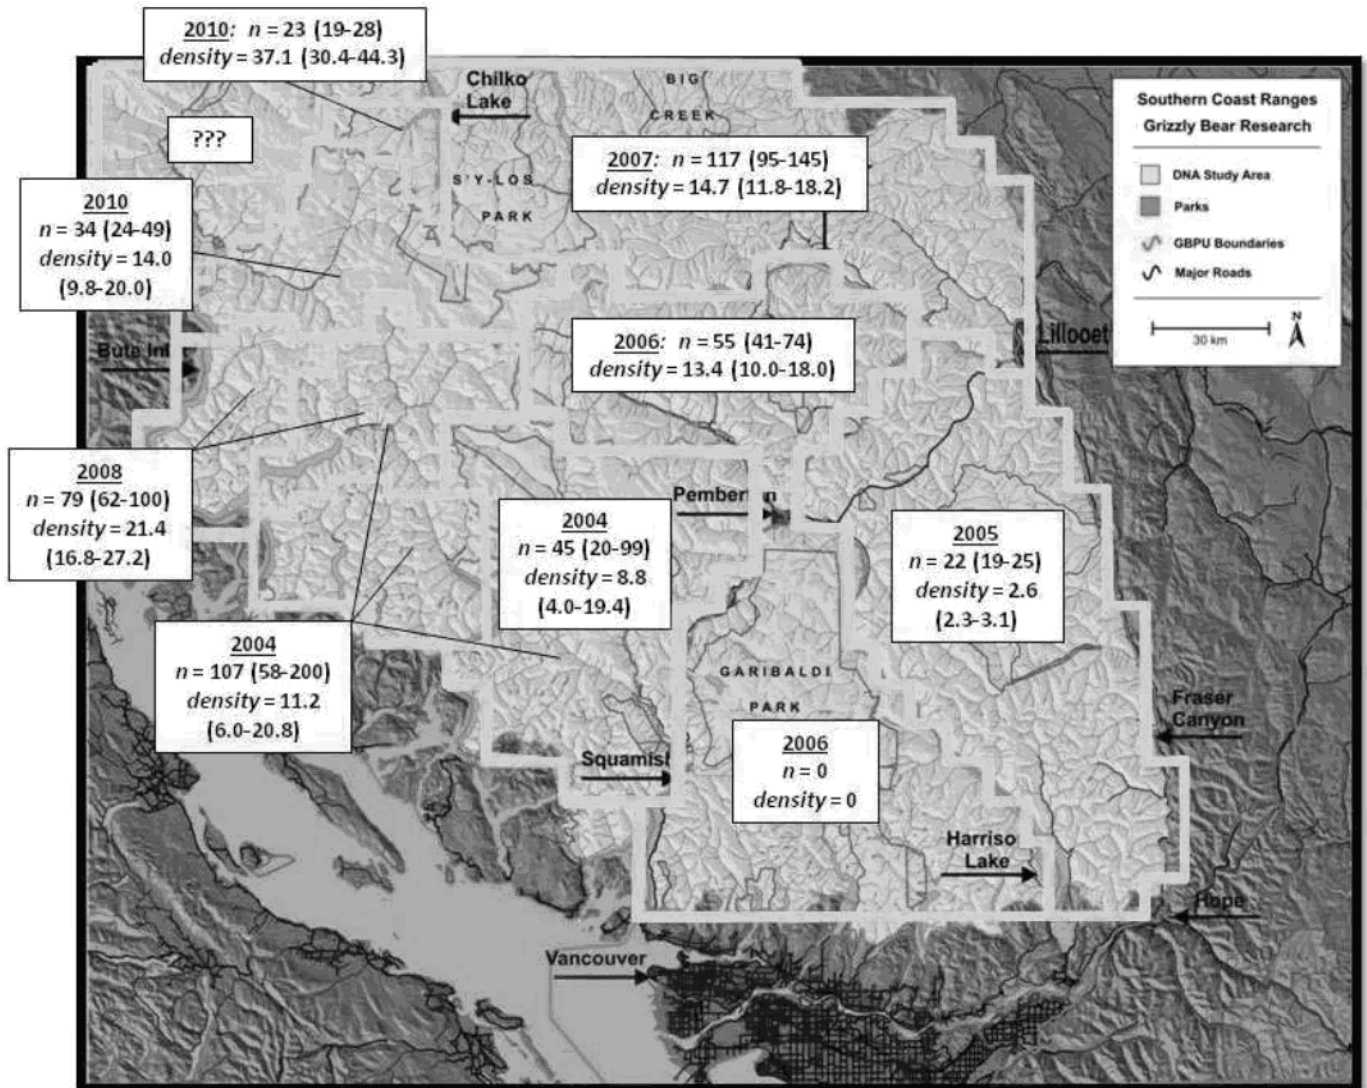 2010: n = 23 (19-28)
density = 37.1 (30.4-44.3)
Chilko
Lake
BIG
CREEK
Southern Coast Ranges
Grizzly Bear Research
DNA Study Area
Parks
GBPU Boundaries
Major Roads
N
30 km
???
2007: n = 117 (95-145)
density = 14.7 (11.8-18.2)
S'Y-LOS
PARK
2010
n = 34 (24-49)
density = 14.0
(9.8-20.0)
2006: n = 55 (41-74)
density = 13.4 (10.0-18.0)
Lillooet
Bute Inl
2008
n = 79 (62-100)
density = 21.4
(16.8-27.2)
Pembert n
2004
n = 45 (20-99)
density = 8.8
(4.0-19.4)
2005
n = 22 (19-25)
density = 2.6
(2.3-3.1)
2004
n = 107 (58-200)
density = 11.2
(6.0-20.8)
GARIBALDI
PARK
Fraser
Canyon
2006
n = 0
density = 0
Squamish
Harriso
Lake
Hope
Vancouver